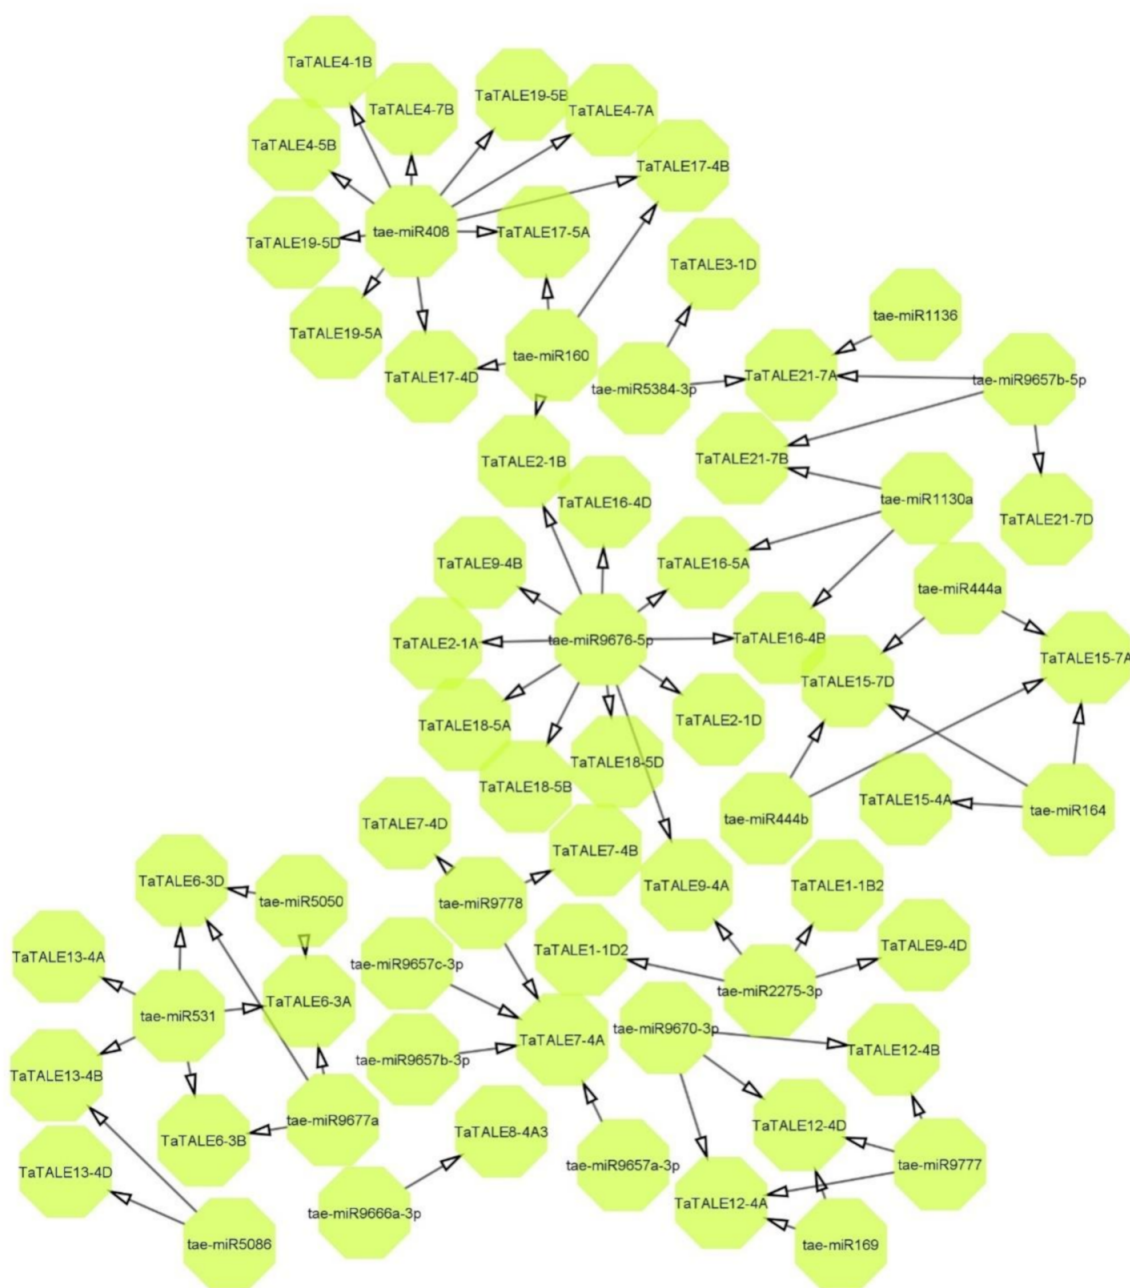 TaTALE4-1B
TaTALE4-7B
TaTALE19-5B
TaTALE4-7A
TaTALE4-5B
TaTALE17-4B
TaTALE19-5D
tae-miR408
TaTALE17-5A
TaTALE3-1D
TaTALE19-5A
tae-miR1136
TaTALE17-4D
tae-miR160
tae-miR5384-3p
TaTALE21-7A
tae-miR9657b-5p
TaTALE2-1B
TaTALE21-7B
TaTALE16-4D
tae-miR1130a
TaTALE21-7D
TaTALE9-4B
TaTALE16-5A
tae-miR444a
TaTALE2-1A
tae-miR9676-5p
TaTALE16-4B
TaTALE15-7A
TaTALE15-7D
TaTALE18-5A
TaTALE2-1D
TaTALE18-5B
TaTALE18-5D
TaTALE15-4A
tae-miR444b
tae-miR164
TaTALE7-4D
TaTALE7-4B
TaTALE6-3D
tae-miR5050
tae-miR9778
TaTALE9-4A
TaTALE1-1B2
TaTALE13-4A
TaTALE1-1D2
TaTALE9-4D
tae-miR9657c-3p
tae-miR2275-3p
TaTALE6-3A
tae-miR531
tae-miR9670-3p
TaTALE7-4A
TaTALE12-4B
tae-miR9657b-3p
TaTALE13-4B
tae-miR9677a
TaTALE8-4A3
TaTALE12-4D
TaTALE6-3B
tae-miR9657a-3p
tae-miR9777
TaTALE13-4D
tae-miR9666a-3p
TaTALE12-4A
tae-miR5086
tae-miR169